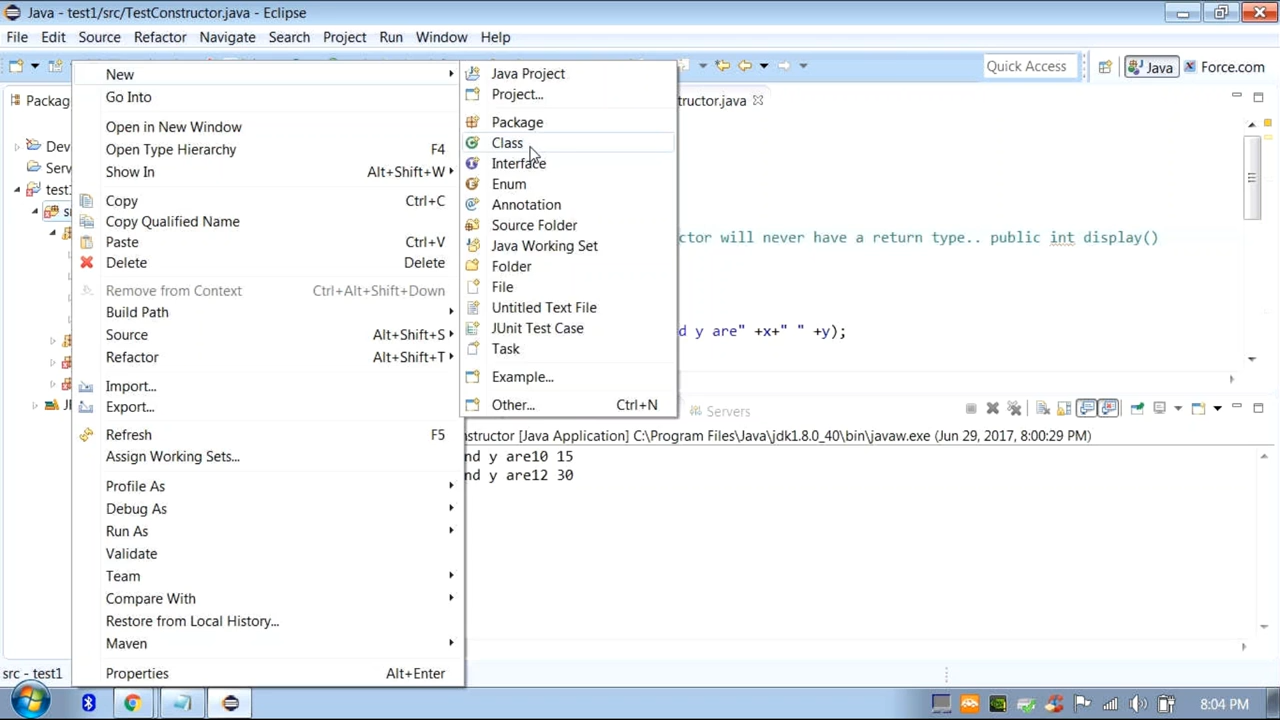 Java - test1/src/TestConstructor.java - Eclipse
File Edit Source Refactor Navigate Search Project Run Window Help
Quick Access
Java
Force.com
Packag
tructor.java
Dev
Serv
test1
s
New
Go Into
Open in New Window
Open Type Hierarchy F4
Show In Alt+Shift+W
Copy Ctrl+C
Copy Qualified Name
Paste Ctrl+V
Delete Delete
Remove from Context Ctrl+Alt+Shift+Down
Build Path
Source Alt+Shift+S
Refactor Alt+Shift+T
Import...
Export...
Refresh F5
Assign Working Sets...
Profile As
Debug As
Run As
Validate
Team
Compare With
Restore from Local History...
Maven
Properties Alt+Enter
Java Project
Project...
Package
Class
Interface
Enum
Annotation
Source Folder
Java Working Set
Folder
File
Untitled Text File
JUnit Test Case
Task
Example...
Other... Ctrl+N
ctor will never have a return type.. public int display()
d y are" +x+" " +y);
Servers
nstructor [Java Application] C:\Program Files\Java\jdk1.8.0_40\bin\javaw.exe (Jun 29, 2017, 8:00:29 PM)
nd y are10 15
nd y are12 30
src - test1
8:04 PM